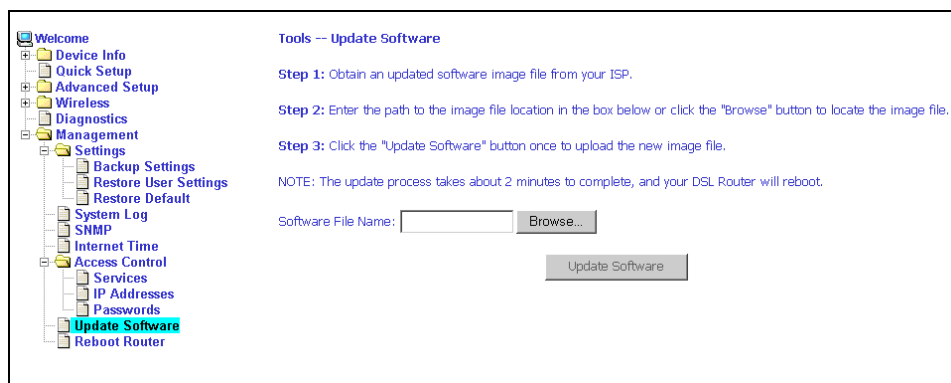 Welcome
Device Info
Quick Setup
Advanced Setup
Wireless
Diagnostics
Management
Settings
Backup Settings
Restore User Settings
Restore Default
System Log
SNMP
Internet Time
Access Control
Services
IP Addresses
Passwords
Update Software
Reboot Router
Tools -- Update Software
Step 1: Obtain an updated software image file from your ISP.
Step 2: Enter the path to the image file location in the box below or click the "Browse" button to locate the image file.
Step 3: Click the "Update Software" button once to upload the new image file.
NOTE: The update process takes about 2 minutes to complete, and your DSL Router will reboot.
Software File Name: Browse...
Update Software